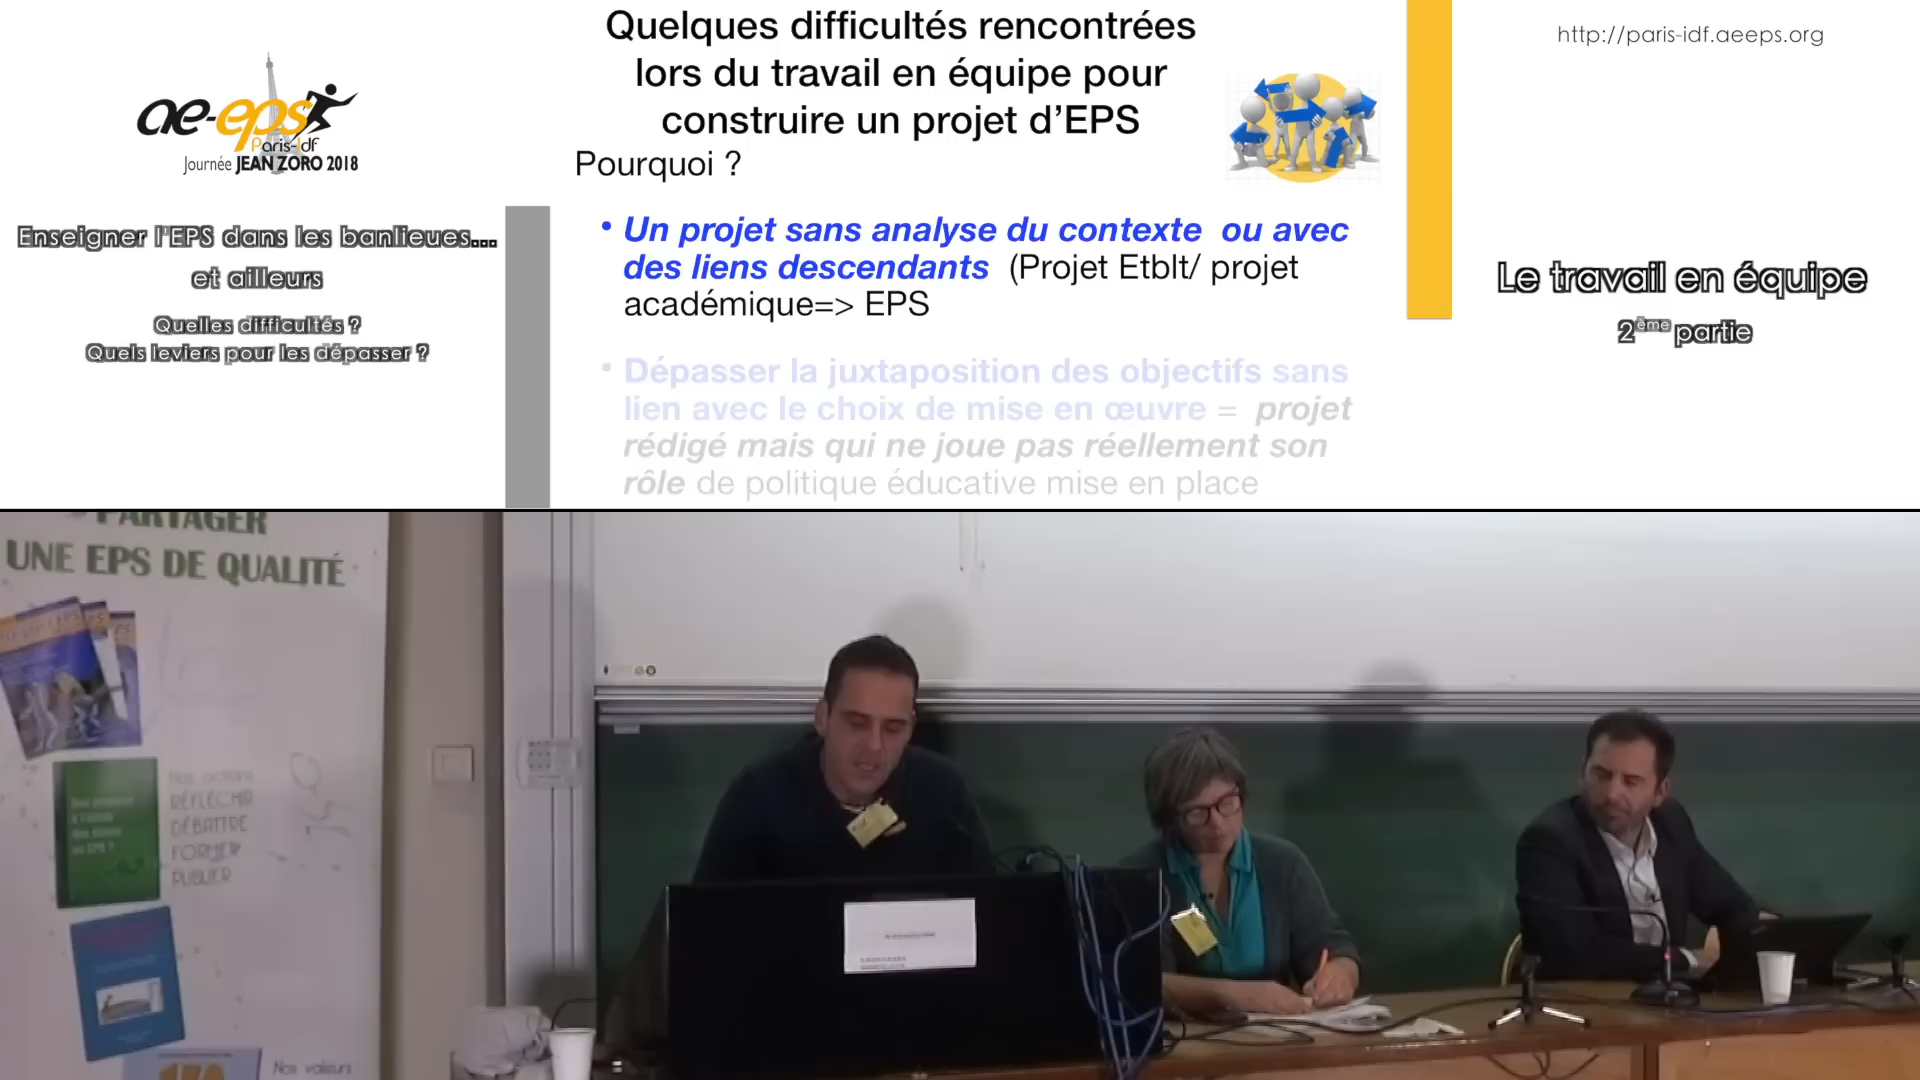 ae-eps
Paris-Idf
Journée JEAN ZORO 2018
Enseigner l'EPS dans les banlieues...
et ailleurs
Quelles difficultés ?
Quels leviers pour les dépasser ?
Quelques difficultés rencontrées
lors du travail en équipe pour
construire un projet d’EPS
Pourquoi ?
• Un projet sans analyse du contexte ou avec
des liens descendants (Projet Etblt/ projet
académique=> EPS
• Dépasser la juxtaposition des objectifs sans
lien avec le choix de mise en œuvre = projet
rédigé mais qui ne joue pas réellement son
rôle de politique éducative mise en place
http://paris-idf.aeeps.org
Le travail en équipe
2ème partie
PARTAGER
UNE EPS DE QUALITÉ
Nos actions
RÉFLÉCHIR
DÉBATTRE
FORMER
PUBLIER
Nos valeurs